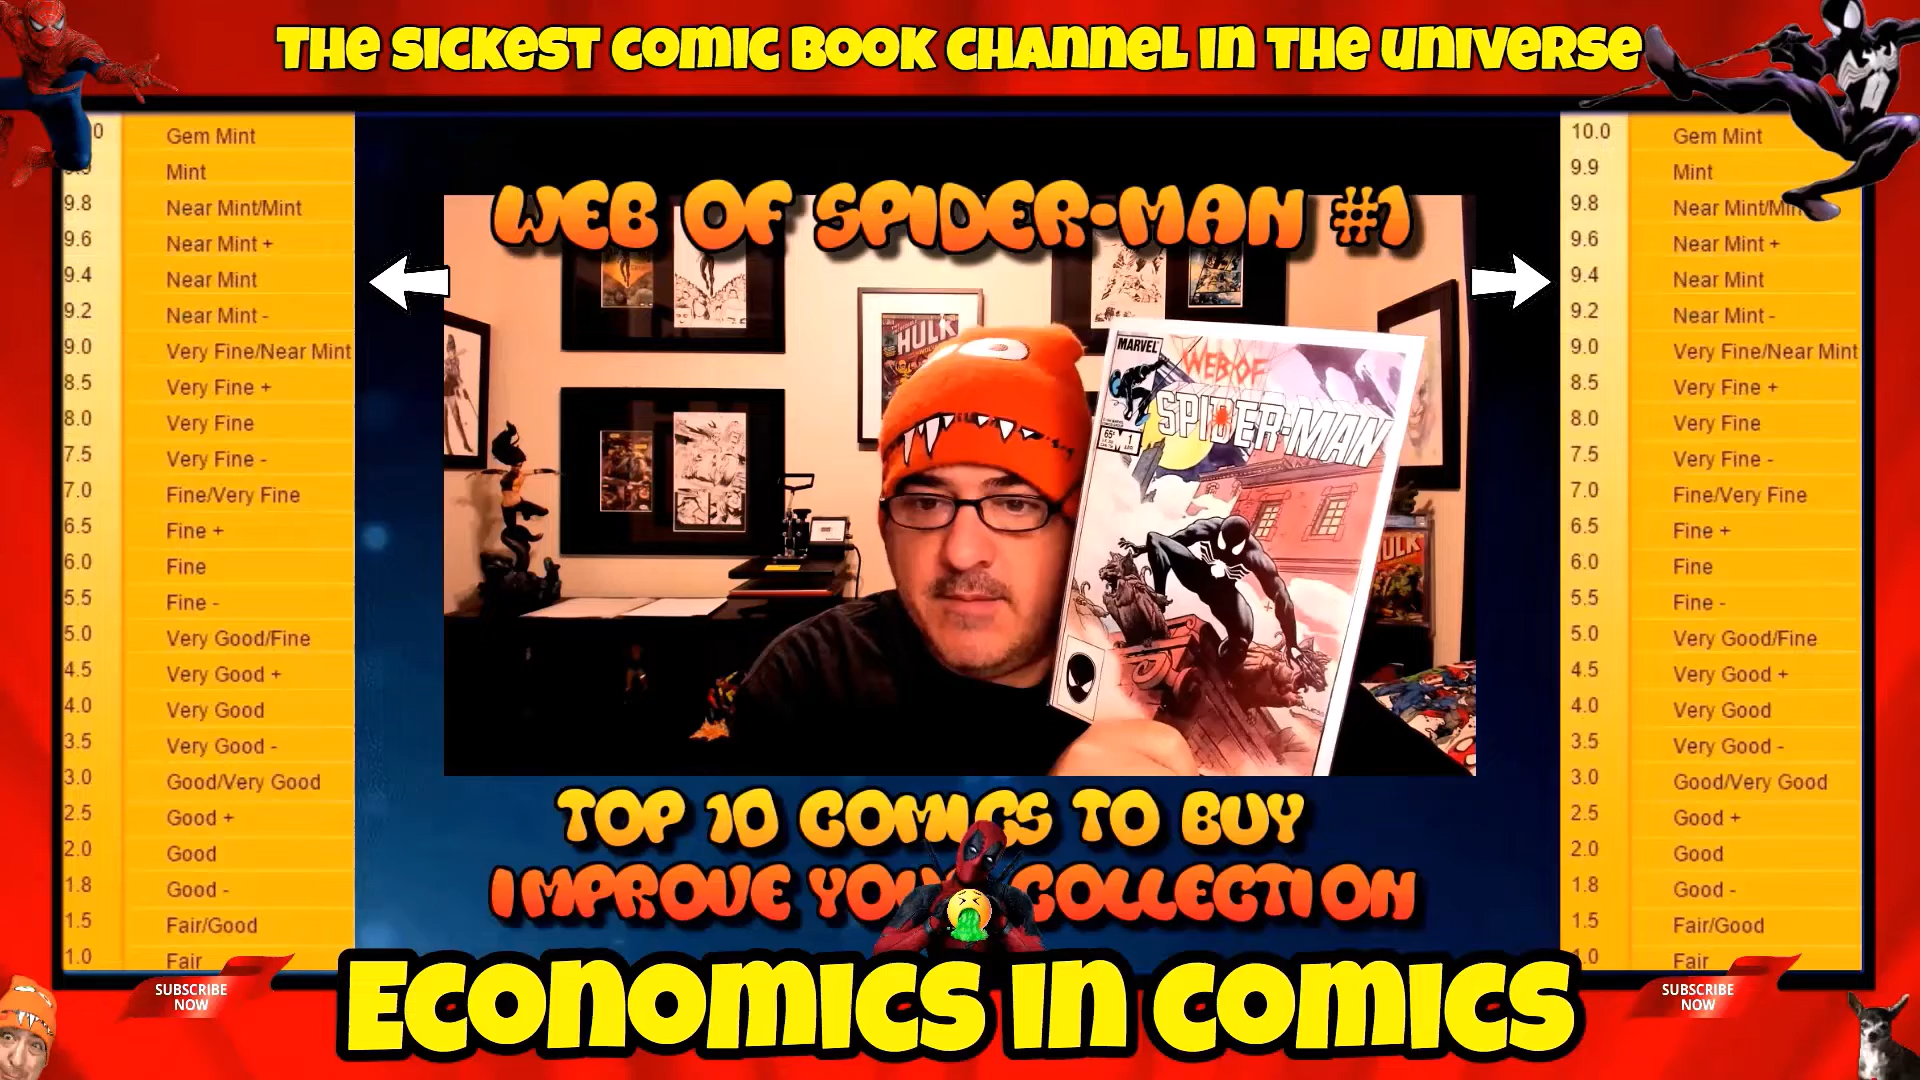 THE SICKEST COMIC BOOK CHANNEL IN THE UNIVERSE
WEB OF SPIDER-MAN #1
0 Gem Mint
Mint
9.8 Near Mint/Mint
9.6 Near Mint +
9.4 Near Mint
9.2 Near Mint -
9.0 Very Fine/Near Mint
8.5 Very Fine +
8.0 Very Fine
7.5 Very Fine -
7.0 Fine/Very Fine
6.5 Fine +
6.0 Fine
5.5 Fine -
5.0 Very Good/Fine
4.5 Very Good +
4.0 Very Good
3.5 Very Good -
3.0 Good/Very Good
2.5 Good +
2.0 Good
1.8 Good -
1.5 Fair/Good
1.0 Fair
HULK
MARVEL
WEB OF
SPIDER-MAN
65¢ 1
APR
HULK
10.0 Gem Mint
9.9 Mint
9.8 Near Mint/Min
9.6 Near Mint +
9.4 Near Mint
9.2 Near Mint -
9.0 Very Fine/Near Mint
8.5 Very Fine +
8.0 Very Fine
7.5 Very Fine -
7.0 Fine/Very Fine
6.5 Fine +
6.0 Fine
5.5 Fine -
5.0 Very Good/Fine
4.5 Very Good +
4.0 Very Good
3.5 Very Good -
3.0 Good/Very Good
2.5 Good +
2.0 Good
1.8 Good -
1.5 Fair/Good
1.0 Fair
TOP 10 COMICS TO BUY
IMPROVE YOUR COLLECTION
SUBSCRIBE
NOW
ECONOMICS IN COMICS
SUBSCRIBE
NOW